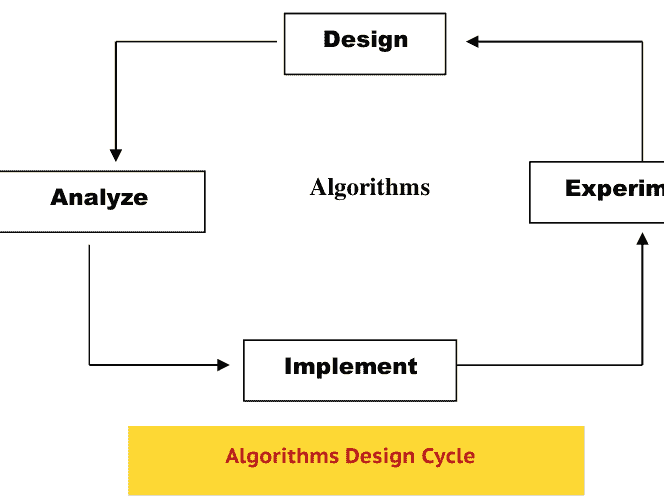 Design
Analyze
Algorithms
Experim
Implement
Algorithms Design Cycle